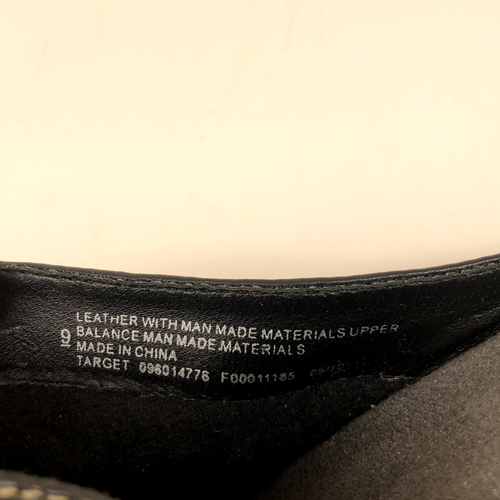 LEATHER WITH MAN MADE MATERIALS UPPER
9 BALANCE MAN MADE MATERIALS
MADE IN CHINA
TARGET 096014776 F00011185